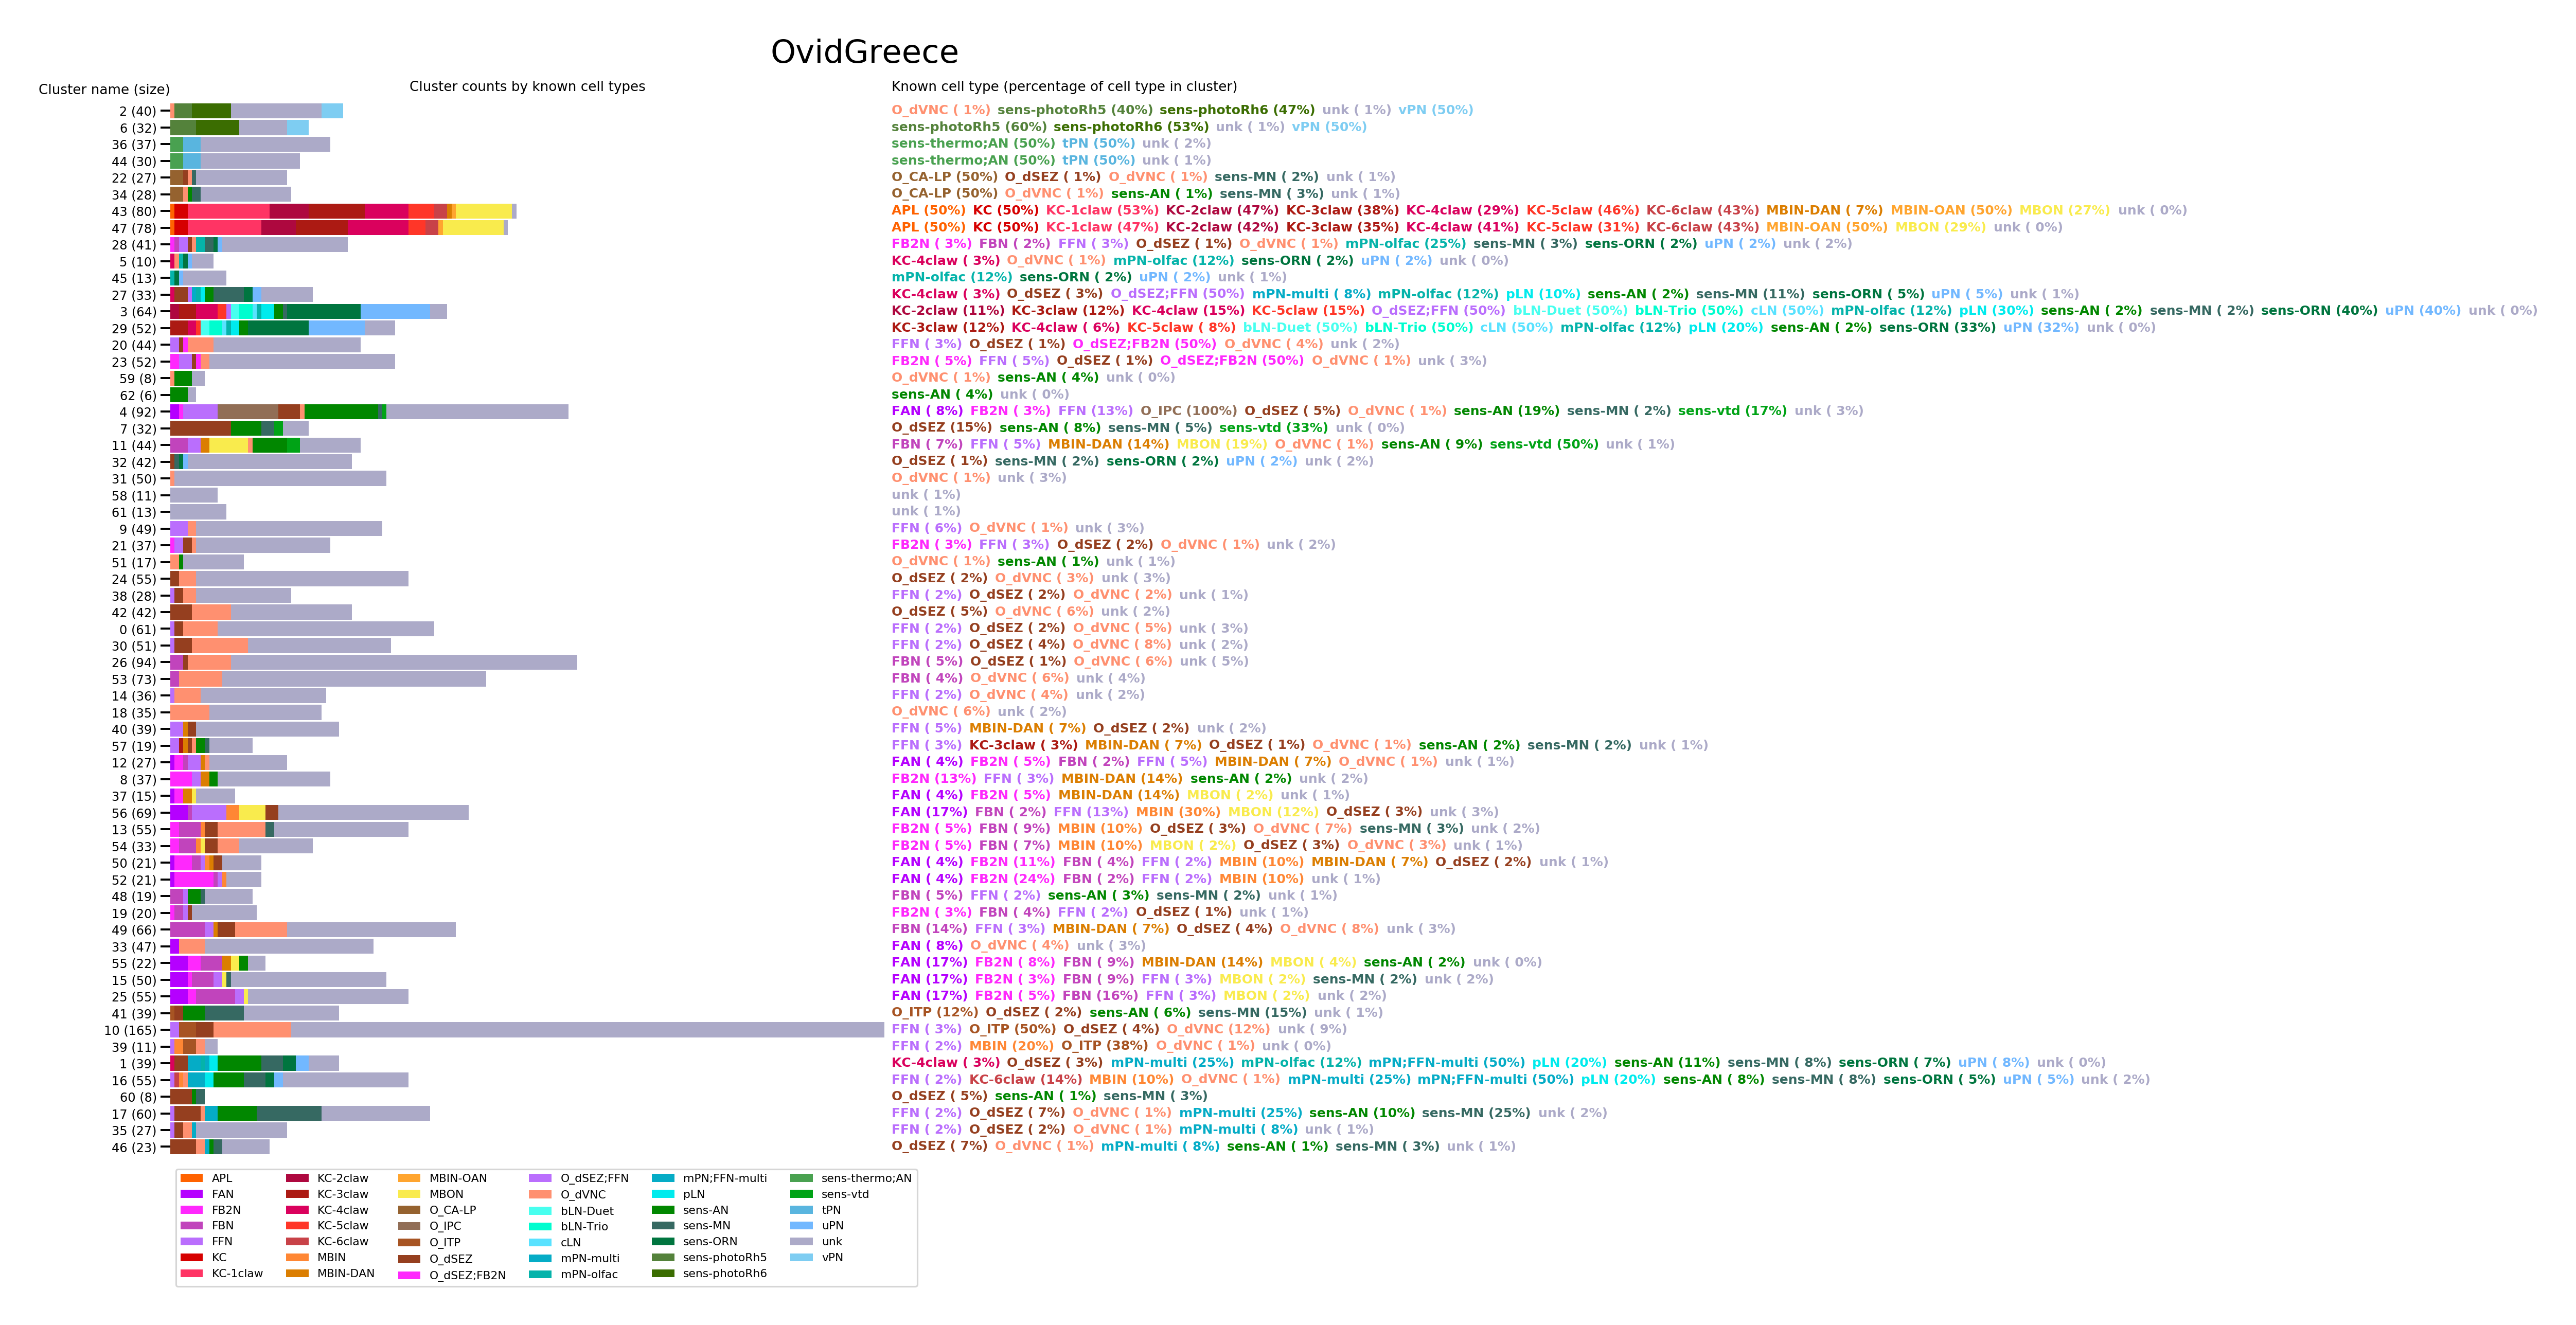 OvidGreece
Cluster name (size) Cluster counts by known cell types Known cell type (percentage of cell type in cluster)
2 (40) O_dVNC ( 1%) sens-photoRh5 (40%) sens-photoRh6 (47%) unk ( 1%) vPN (50%)
6 (32) sens-photoRh5 (60%) sens-photoRh6 (53%) unk ( 1%) vPN (50%)
36 (37) sens-thermo;AN (50%) tPN (50%) unk ( 2%)
44 (30) sens-thermo;AN (50%) tPN (50%) unk ( 1%)
22 (27) O_CA-LP (50%) O_dSEZ ( 1%) O_dVNC ( 1%) sens-MN ( 2%) unk ( 1%)
34 (28) O_CA-LP (50%) O_dVNC ( 1%) sens-AN ( 1%) sens-MN ( 3%) unk ( 1%)
43 (80) APL (50%) KC (50%) KC-1claw (53%) KC-2claw (47%) KC-3claw (38%) KC-4claw (29%) KC-5claw (46%) KC-6claw (43%) MBIN-DAN ( 7%) MBIN-OAN (50%) MBON (27%) unk ( 0%)
47 (78) APL (50%) KC (50%) KC-1claw (47%) KC-2claw (42%) KC-3claw (35%) KC-4claw (41%) KC-5claw (31%) KC-6claw (43%) MBIN-OAN (50%) MBON (29%) unk ( 0%)
28 (41) FB2N ( 3%) FBN ( 2%) FFN ( 3%) O_dSEZ ( 1%) O_dVNC ( 1%) mPN-olfac (25%) sens-MN ( 3%) sens-ORN ( 2%) uPN ( 2%) unk ( 2%)
5 (10) KC-4claw ( 3%) O_dVNC ( 1%) mPN-olfac (12%) sens-ORN ( 2%) uPN ( 2%) unk ( 0%)
45 (13) mPN-olfac (12%) sens-ORN ( 2%) uPN ( 2%) unk ( 1%)
27 (33) KC-4claw ( 3%) O_dSEZ ( 3%) O_dSEZ;FFN (50%) mPN-multi ( 8%) mPN-olfac (12%) pLN (10%) sens-AN ( 2%) sens-MN (11%) sens-ORN ( 5%) uPN ( 5%) unk ( 1%)
3 (64) KC-2claw (11%) KC-3claw (12%) KC-4claw (15%) KC-5claw (15%) O_dSEZ;FFN (50%) bLN-Duet (50%) bLN-Trio (50%) cLN (50%) mPN-olfac (12%) pLN (30%) sens-AN ( 2%) sens-MN ( 2%) sens-ORN (40%) uPN (40%) unk ( 0%)
29 (52) KC-3claw (12%) KC-4claw ( 6%) KC-5claw ( 8%) bLN-Duet (50%) bLN-Trio (50%) cLN (50%) mPN-olfac (12%) pLN (20%) sens-AN ( 2%) sens-ORN (33%) uPN (32%) unk ( 0%)
20 (44) FFN ( 3%) O_dSEZ ( 1%) O_dSEZ;FB2N (50%) O_dVNC ( 4%) unk ( 2%)
23 (52) FB2N ( 5%) FFN ( 5%) O_dSEZ ( 1%) O_dSEZ;FB2N (50%) O_dVNC ( 1%) unk ( 3%)
59 (8) O_dVNC ( 1%) sens-AN ( 4%) unk ( 0%)
62 (6) sens-AN ( 4%) unk ( 0%)
4 (92) FAN ( 8%) FB2N ( 3%) FFN (13%) O_IPC (100%) O_dSEZ ( 5%) O_dVNC ( 1%) sens-AN (19%) sens-MN ( 2%) sens-vtd (17%) unk ( 3%)
7 (32) O_dSEZ (15%) sens-AN ( 8%) sens-MN ( 5%) sens-vtd (33%) unk ( 0%)
11 (44) FBN ( 7%) FFN ( 5%) MBIN-DAN (14%) MBON (19%) O_dVNC ( 1%) sens-AN ( 9%) sens-vtd (50%) unk ( 1%)
32 (42) O_dSEZ ( 1%) sens-MN ( 2%) sens-ORN ( 2%) uPN ( 2%) unk ( 2%)
31 (50) O_dVNC ( 1%) unk ( 3%)
58 (11) unk ( 1%)
61 (13) unk ( 1%)
9 (49) FFN ( 6%) O_dVNC ( 1%) unk ( 3%)
21 (37) FB2N ( 3%) FFN ( 3%) O_dSEZ ( 2%) O_dVNC ( 1%) unk ( 2%)
51 (17) O_dVNC ( 1%) sens-AN ( 1%) unk ( 1%)
24 (55) O_dSEZ ( 2%) O_dVNC ( 3%) unk ( 3%)
38 (28) FFN ( 2%) O_dSEZ ( 2%) O_dVNC ( 2%) unk ( 1%)
42 (42) O_dSEZ ( 5%) O_dVNC ( 6%) unk ( 2%)
0 (61) FFN ( 2%) O_dSEZ ( 2%) O_dVNC ( 5%) unk ( 3%)
30 (51) FFN ( 2%) O_dSEZ ( 4%) O_dVNC ( 8%) unk ( 2%)
26 (94) FBN ( 5%) O_dSEZ ( 1%) O_dVNC ( 6%) unk ( 5%)
53 (73) FBN ( 4%) O_dVNC ( 6%) unk ( 4%)
14 (36) FFN ( 2%) O_dVNC ( 4%) unk ( 2%)
18 (35) O_dVNC ( 6%) unk ( 2%)
40 (39) FFN ( 5%) MBIN-DAN ( 7%) O_dSEZ ( 2%) unk ( 2%)
57 (19) FFN ( 3%) KC-3claw ( 3%) MBIN-DAN ( 7%) O_dSEZ ( 1%) O_dVNC ( 1%) sens-AN ( 2%) sens-MN ( 2%) unk ( 1%)
12 (27) FAN ( 4%) FB2N ( 5%) FBN ( 2%) FFN ( 5%) MBIN-DAN ( 7%) O_dVNC ( 1%) unk ( 1%)
8 (37) FB2N (13%) FFN ( 3%) MBIN-DAN (14%) sens-AN ( 2%) unk ( 2%)
37 (15) FAN ( 4%) FB2N ( 5%) MBIN-DAN (14%) MBON ( 2%) unk ( 1%)
56 (69) FAN (17%) FBN ( 2%) FFN (13%) MBIN (30%) MBON (12%) O_dSEZ ( 3%) unk ( 3%)
13 (55) FB2N ( 5%) FBN ( 9%) MBIN (10%) O_dSEZ ( 3%) O_dVNC ( 7%) sens-MN ( 3%) unk ( 2%)
54 (33) FB2N ( 5%) FBN ( 7%) MBIN (10%) MBON ( 2%) O_dSEZ ( 3%) O_dVNC ( 3%) unk ( 1%)
50 (21) FAN ( 4%) FB2N (11%) FBN ( 4%) FFN ( 2%) MBIN (10%) MBIN-DAN ( 7%) O_dSEZ ( 2%) unk ( 1%)
52 (21) FAN ( 4%) FB2N (24%) FBN ( 2%) FFN ( 2%) MBIN (10%) unk ( 1%)
48 (19) FBN ( 5%) FFN ( 2%) sens-AN ( 3%) sens-MN ( 2%) unk ( 1%)
19 (20) FB2N ( 3%) FBN ( 4%) FFN ( 2%) O_dSEZ ( 1%) unk ( 1%)
49 (66) FBN (14%) FFN ( 3%) MBIN-DAN ( 7%) O_dSEZ ( 4%) O_dVNC ( 8%) unk ( 3%)
33 (47) FAN ( 8%) O_dVNC ( 4%) unk ( 3%)
55 (22) FAN (17%) FB2N ( 8%) FBN ( 9%) MBIN-DAN (14%) MBON ( 4%) sens-AN ( 2%) unk ( 0%)
15 (50) FAN (17%) FB2N ( 3%) FBN ( 9%) FFN ( 3%) MBON ( 2%) sens-MN ( 2%) unk ( 2%)
25 (55) FAN (17%) FB2N ( 5%) FBN (16%) FFN ( 3%) MBON ( 2%) unk ( 2%)
41 (39) O_ITP (12%) O_dSEZ ( 2%) sens-AN ( 6%) sens-MN (15%) unk ( 1%)
10 (165) FFN ( 3%) O_ITP (50%) O_dSEZ ( 4%) O_dVNC (12%) unk ( 9%)
39 (11) FFN ( 2%) MBIN (20%) O_ITP (38%) O_dVNC ( 1%) unk ( 0%)
1 (39) KC-4claw ( 3%) O_dSEZ ( 3%) mPN-multi (25%) mPN-olfac (12%) mPN;FFN-multi (50%) pLN (20%) sens-AN (11%) sens-MN ( 8%) sens-ORN ( 7%) uPN ( 8%) unk ( 0%)
16 (55) FFN ( 2%) KC-6claw (14%) MBIN (10%) O_dVNC ( 1%) mPN-multi (25%) mPN;FFN-multi (50%) pLN (20%) sens-AN ( 8%) sens-MN ( 8%) sens-ORN ( 5%) uPN ( 5%) unk ( 2%)
60 (8) O_dSEZ ( 5%) sens-AN ( 1%) sens-MN ( 3%)
17 (60) FFN ( 2%) O_dSEZ ( 7%) O_dVNC ( 1%) mPN-multi (25%) sens-AN (10%) sens-MN (25%) unk ( 2%)
35 (27) FFN ( 2%) O_dSEZ ( 2%) O_dVNC ( 1%) mPN-multi ( 8%) unk ( 1%)
46 (23) O_dSEZ ( 7%) O_dVNC ( 1%) mPN-multi ( 8%) sens-AN ( 1%) sens-MN ( 3%) unk ( 1%)
APL KC-2claw MBIN-OAN O_dSEZ;FFN mPN;FFN-multi sens-thermo;AN
FAN KC-3claw MBON O_dVNC pLN sens-vtd
FB2N KC-4claw O_CA-LP bLN-Duet sens-AN tPN
FBN KC-5claw O_IPC bLN-Trio sens-MN uPN
FFN KC-6claw O_ITP cLN sens-ORN unk
KC MBIN O_dSEZ mPN-multi sens-photoRh5 vPN
KC-1claw MBIN-DAN O_dSEZ;FB2N mPN-olfac sens-photoRh6